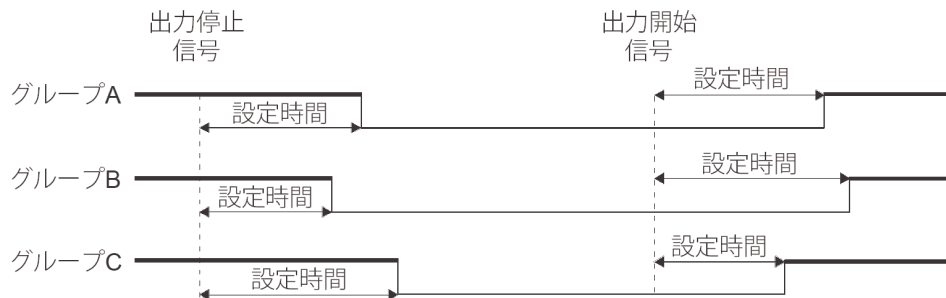 出力停止
信号
出力開始
信号
グループA
設定時間
設定時間
グループB
設定時間
設定時間
グループC
設定時間
設定時間